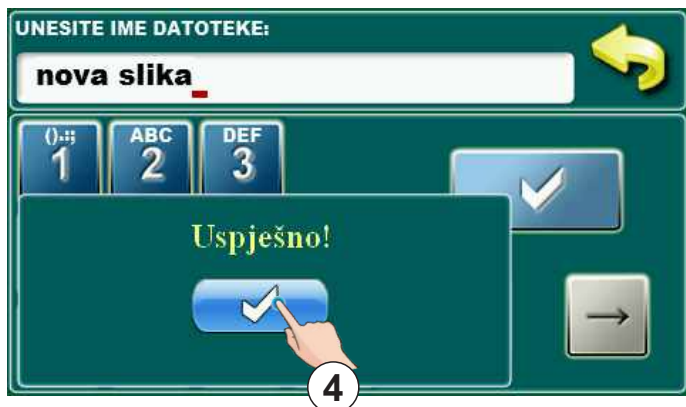 UNESITE IME DATOTEKE:
nova slika_
().:; ABC DEF
1 2 3
Uspješno!
4